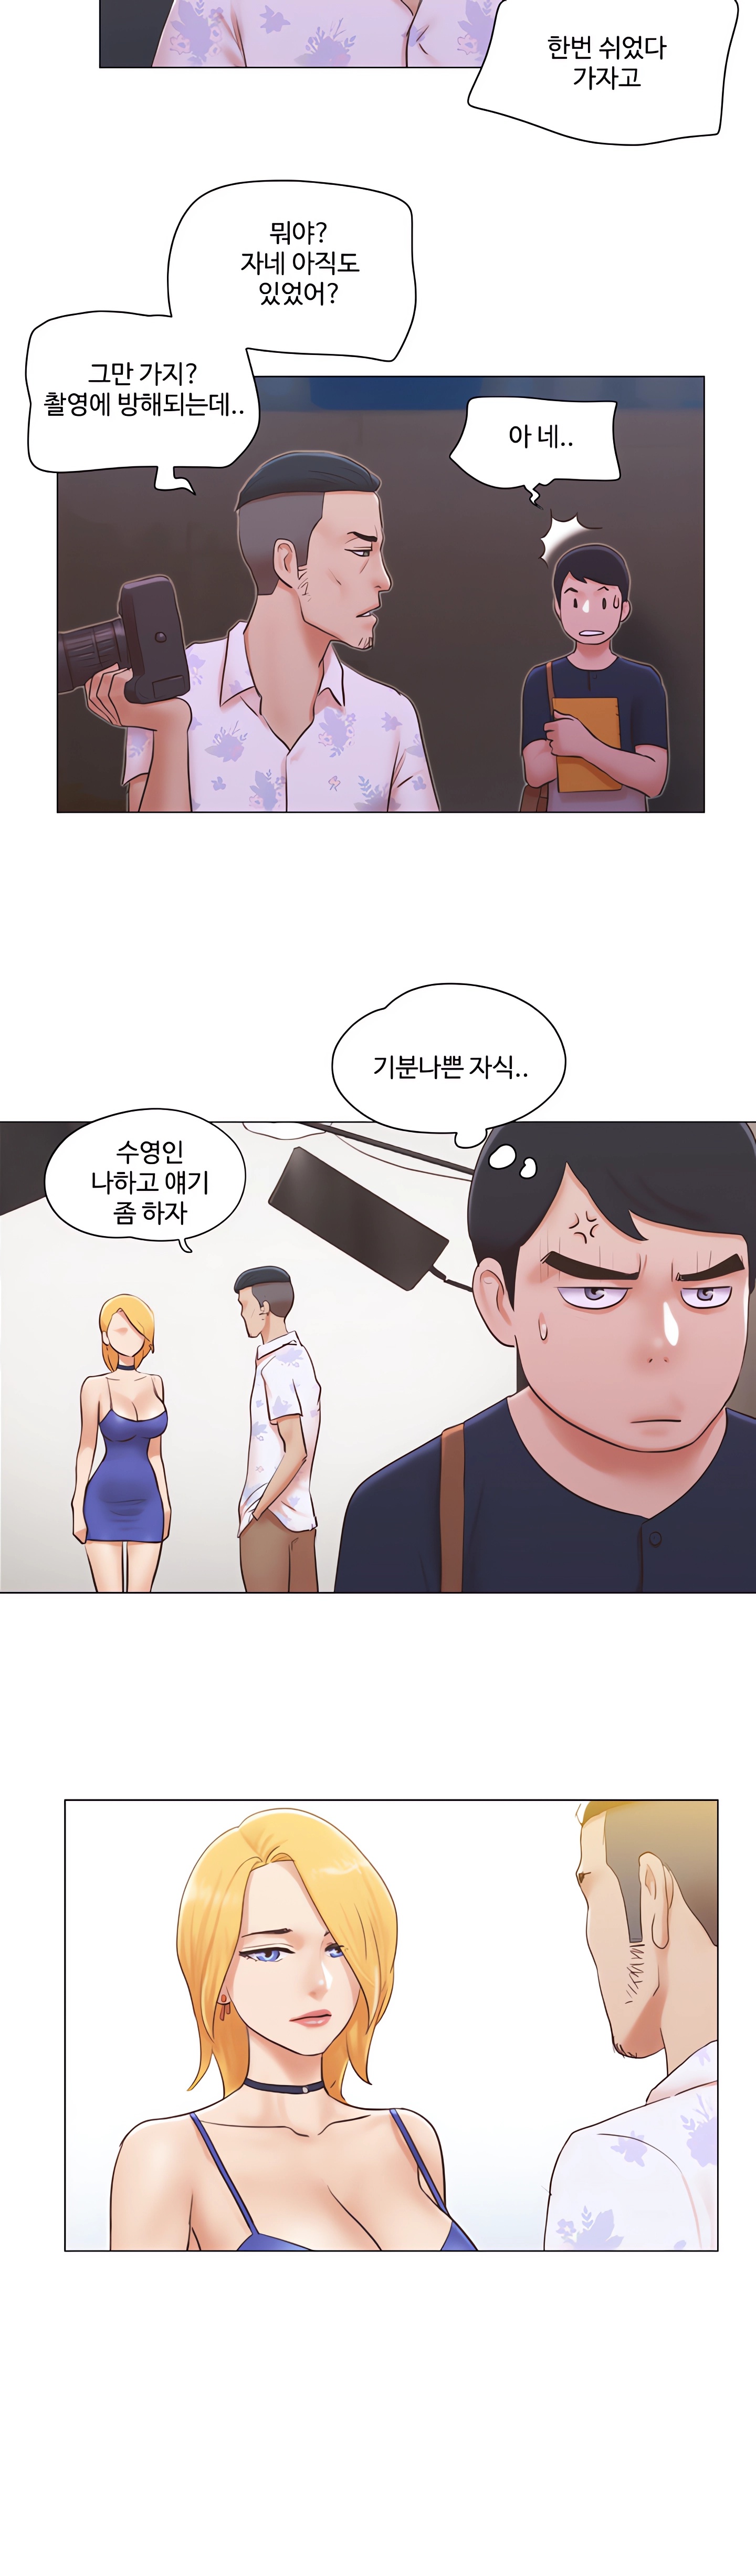 한번 쉬었다
가자고
뭐야?
자네 아직도
있었어?
그만 가지?
촬영에 방해되는데..
아 네..
기분나쁜 자식..
수영인
나하고 얘기
좀 하자